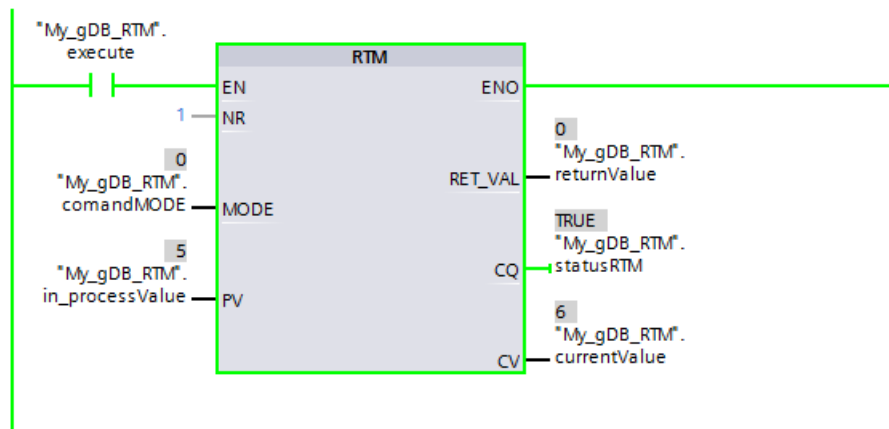 "My_gDB_RTM".
execute
RTM
EN
ENO
1
NR
0
"My_gDB_RTM".
comandMODE
MODE
0
"My_gDB_RTM".
returnValue
RET_VAL
5
"My_gDB_RTM".
in_processValue
PV
TRUE
"My_gDB_RTM".
statusRTM
CQ
6
"My_gDB_RTM".
currentValue
CV